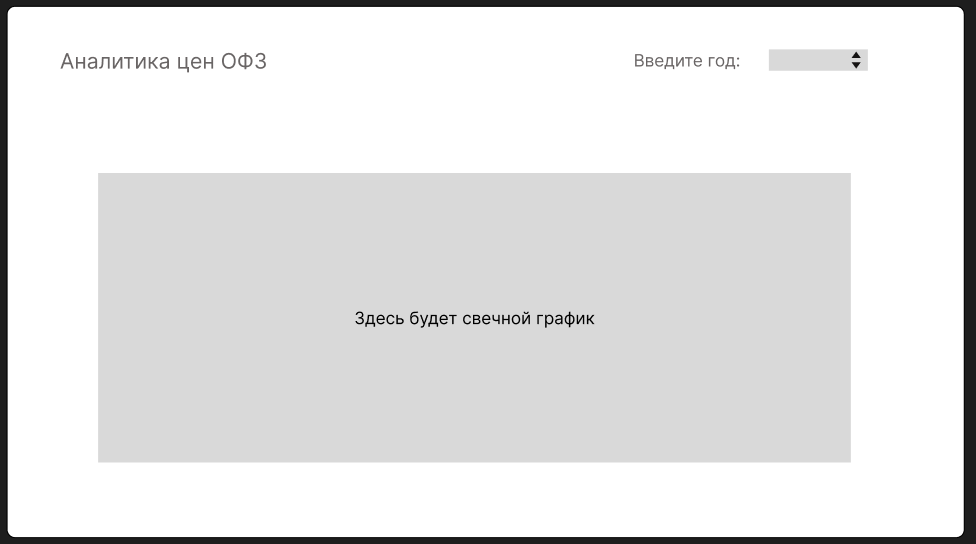 Аналитика цен ОФЗ
Введите год:
Здесь будет свечной график